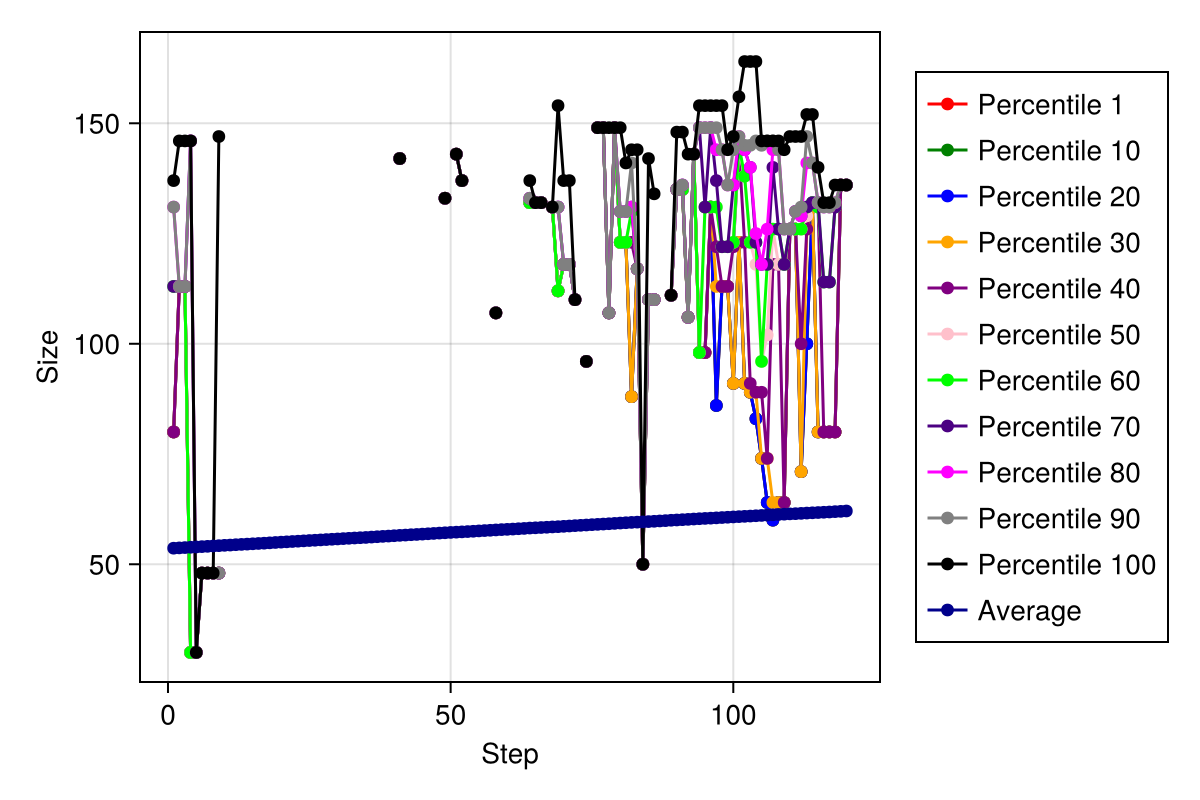 150
100
50
Size
0
50
100
Step
Percentile 1
Percentile 10
Percentile 20
Percentile 30
Percentile 40
Percentile 50
Percentile 60
Percentile 70
Percentile 80
Percentile 90
Percentile 100
Average